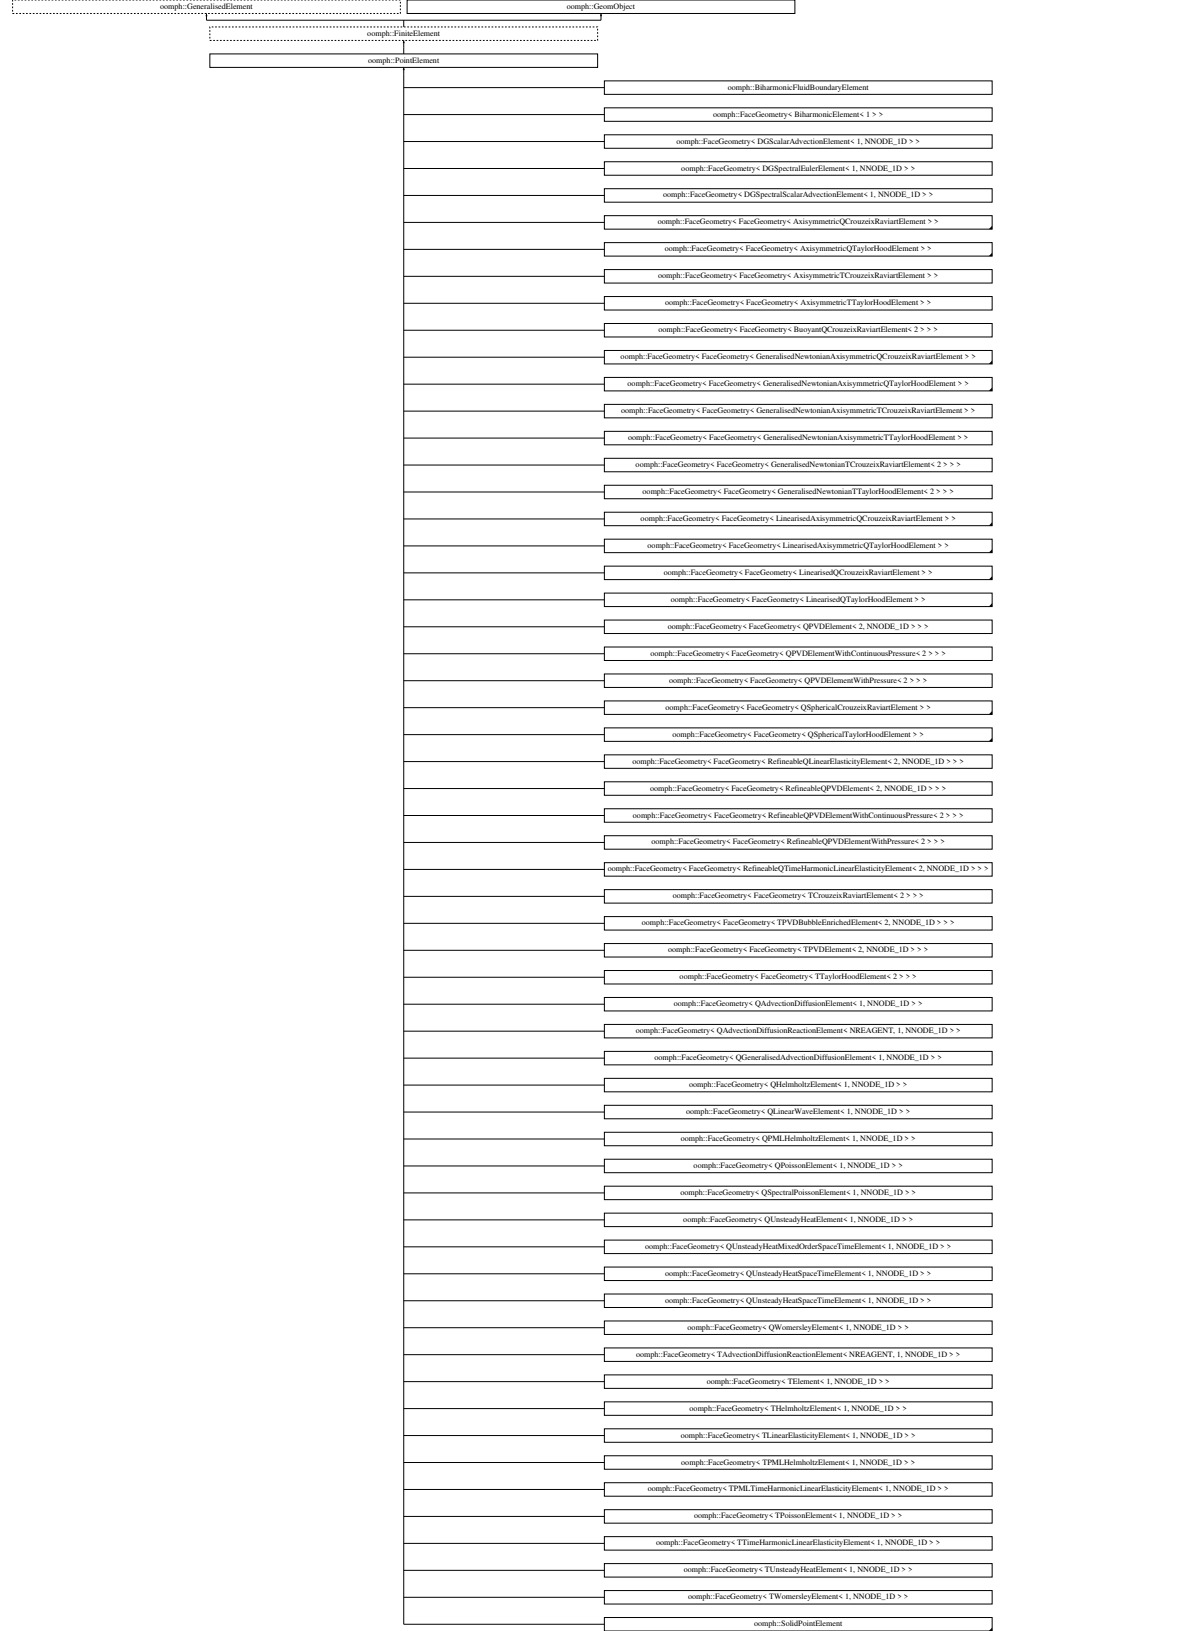 oomph::GeneralisedElement
oomph::GeomObject
oomph::FiniteElement
oomph::PointElement
oomph::BiharmonicFluidBoundaryElement
oomph::FaceGeometry< BiharmonicElement< 1 > >
oomph::FaceGeometry< DGScalarAdvectionElement< 1, NNODE_1D > >
oomph::FaceGeometry< DGSpectralEulerElement< 1, NNODE_1D > >
oomph::FaceGeometry< DGSpectralScalarAdvectionElement< 1, NNODE_1D > >
oomph::FaceGeometry< FaceGeometry< AxisymmetricQCrouzeixRaviartElement > >
oomph::FaceGeometry< FaceGeometry< AxisymmetricQTaylorHoodElement > >
oomph::FaceGeometry< FaceGeometry< AxisymmetricTCrouzeixRaviartElement > >
oomph::FaceGeometry< FaceGeometry< AxisymmetricTTaylorHoodElement > >
oomph::FaceGeometry< FaceGeometry< BuoyantQCrouzeixRaviartElement< 2 > > >
oomph::FaceGeometry< FaceGeometry< GeneralisedNewtonianAxisymmetricQCrouzeixRaviartElement > >
oomph::FaceGeometry< FaceGeometry< GeneralisedNewtonianAxisymmetricQTaylorHoodElement > >
oomph::FaceGeometry< FaceGeometry< GeneralisedNewtonianAxisymmetricTCrouzeixRaviartElement > >
oomph::FaceGeometry< FaceGeometry< GeneralisedNewtonianAxisymmetricTTaylorHoodElement > >
oomph::FaceGeometry< FaceGeometry< GeneralisedNewtonianTCrouzeixRaviartElement< 2 > > >
oomph::FaceGeometry< FaceGeometry< GeneralisedNewtonianTTaylorHoodElement< 2 > > >
oomph::FaceGeometry< FaceGeometry< LinearisedAxisymmetricQCrouzeixRaviartElement > >
oomph::FaceGeometry< FaceGeometry< LinearisedAxisymmetricQTaylorHoodElement > >
oomph::FaceGeometry< FaceGeometry< LinearisedQCrouzeixRaviartElement > >
oomph::FaceGeometry< FaceGeometry< LinearisedQTaylorHoodElement > >
oomph::FaceGeometry< FaceGeometry< QPVDElement< 2, NNODE_1D > > >
oomph::FaceGeometry< FaceGeometry< QPVDElementWithContinuousPressure< 2 > > >
oomph::FaceGeometry< FaceGeometry< QPVDElementWithPressure< 2 > > >
oomph::FaceGeometry< FaceGeometry< QSphericalCrouzeixRaviartElement > >
oomph::FaceGeometry< FaceGeometry< QSphericalTaylorHoodElement > >
oomph::FaceGeometry< FaceGeometry< RefineableQLinearElasticityElement< 2, NNODE_1D > > >
oomph::FaceGeometry< FaceGeometry< RefineableQPVDElement< 2, NNODE_1D > > >
oomph::FaceGeometry< FaceGeometry< RefineableQPVDElementWithContinuousPressure< 2 > > >
oomph::FaceGeometry< FaceGeometry< RefineableQPVDElementWithPressure< 2 > > >
oomph::FaceGeometry< FaceGeometry< RefineableQTimeHarmonicLinearElasticityElement< 2, NNODE_1D > > >
oomph::FaceGeometry< FaceGeometry< TCrouzeixRaviartElement< 2 > > >
oomph::FaceGeometry< FaceGeometry< TPVDBubbleEnrichedElement< 2, NNODE_1D > > >
oomph::FaceGeometry< FaceGeometry< TPVDElement< 2, NNODE_1D > > >
oomph::FaceGeometry< FaceGeometry< TTaylorHoodElement< 2 > > >
oomph::FaceGeometry< QAdvectionDiffusionElement< 1, NNODE_1D > >
oomph::FaceGeometry< QAdvectionDiffusionReactionElement< NREAGENT, 1, NNODE_1D > >
oomph::FaceGeometry< QGeneralisedAdvectionDiffusionElement< 1, NNODE_1D > >
oomph::FaceGeometry< QHelmholtzElement< 1, NNODE_1D > >
oomph::FaceGeometry< QLinearWaveElement< 1, NNODE_1D > >
oomph::FaceGeometry< QPMLHelmholtzElement< 1, NNODE_1D > >
oomph::FaceGeometry< QPoissonElement< 1, NNODE_1D > >
oomph::FaceGeometry< QSpectralPoissonElement< 1, NNODE_1D > >
oomph::FaceGeometry< QUnsteadyHeatElement< 1, NNODE_1D > >
oomph::FaceGeometry< QUnsteadyHeatMixedOrderSpaceTimeElement< 1, NNODE_1D > >
oomph::FaceGeometry< QUnsteadyHeatSpaceTimeElement< 1, NNODE_1D > >
oomph::FaceGeometry< QUnsteadyHeatSpaceTimeElement< 1, NNODE_1D > >
oomph::FaceGeometry< QWomersleyElement< 1, NNODE_1D > >
oomph::FaceGeometry< TAdvectionDiffusionReactionElement< NREAGENT, 1, NNODE_1D > >
oomph::FaceGeometry< TElement< 1, NNODE_1D > >
oomph::FaceGeometry< THelmholtzElement< 1, NNODE_1D > >
oomph::FaceGeometry< TLinearElasticityElement< 1, NNODE_1D > >
oomph::FaceGeometry< TPMLHelmholtzElement< 1, NNODE_1D > >
oomph::FaceGeometry< TPMLTimeHarmonicLinearElasticityElement< 1, NNODE_1D > >
oomph::FaceGeometry< TPoissonElement< 1, NNODE_1D > >
oomph::FaceGeometry< TTimeHarmonicLinearElasticityElement< 1, NNODE_1D > >
oomph::FaceGeometry< TUnsteadyHeatElement< 1, NNODE_1D > >
oomph::FaceGeometry< TWomersleyElement< 1, NNODE_1D > >
oomph::SolidPointElement